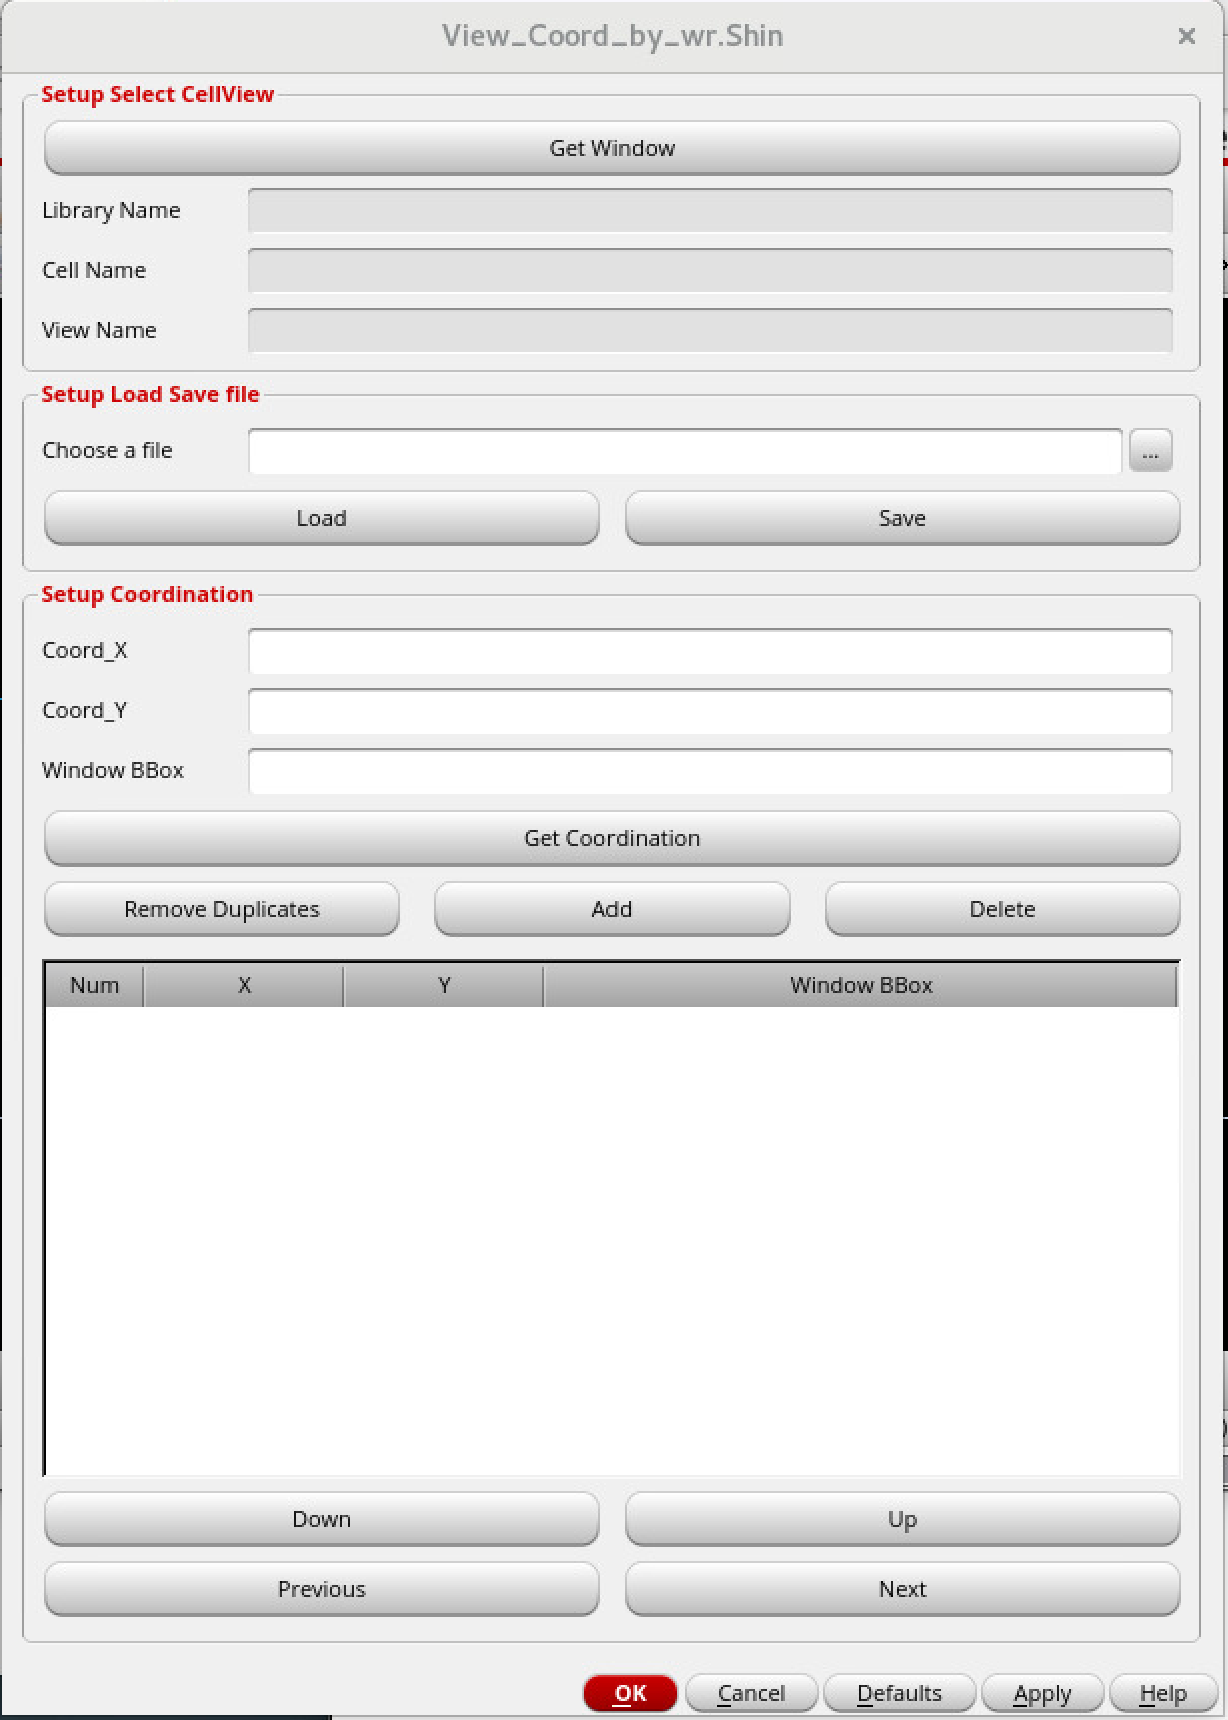 View_Coord_by_wr.Shin
Setup Select CellView
Get Window
Library Name
Cell Name
View Name
Setup Load Save file
Choose a file ...
Load Save
Setup Coordination
Coord_X
Coord_Y
Window BBox
Get Coordination
Remove Duplicates Add Delete
Num X Y Window BBox
Down Up
Previous Next
OK Cancel Defaults Apply Help